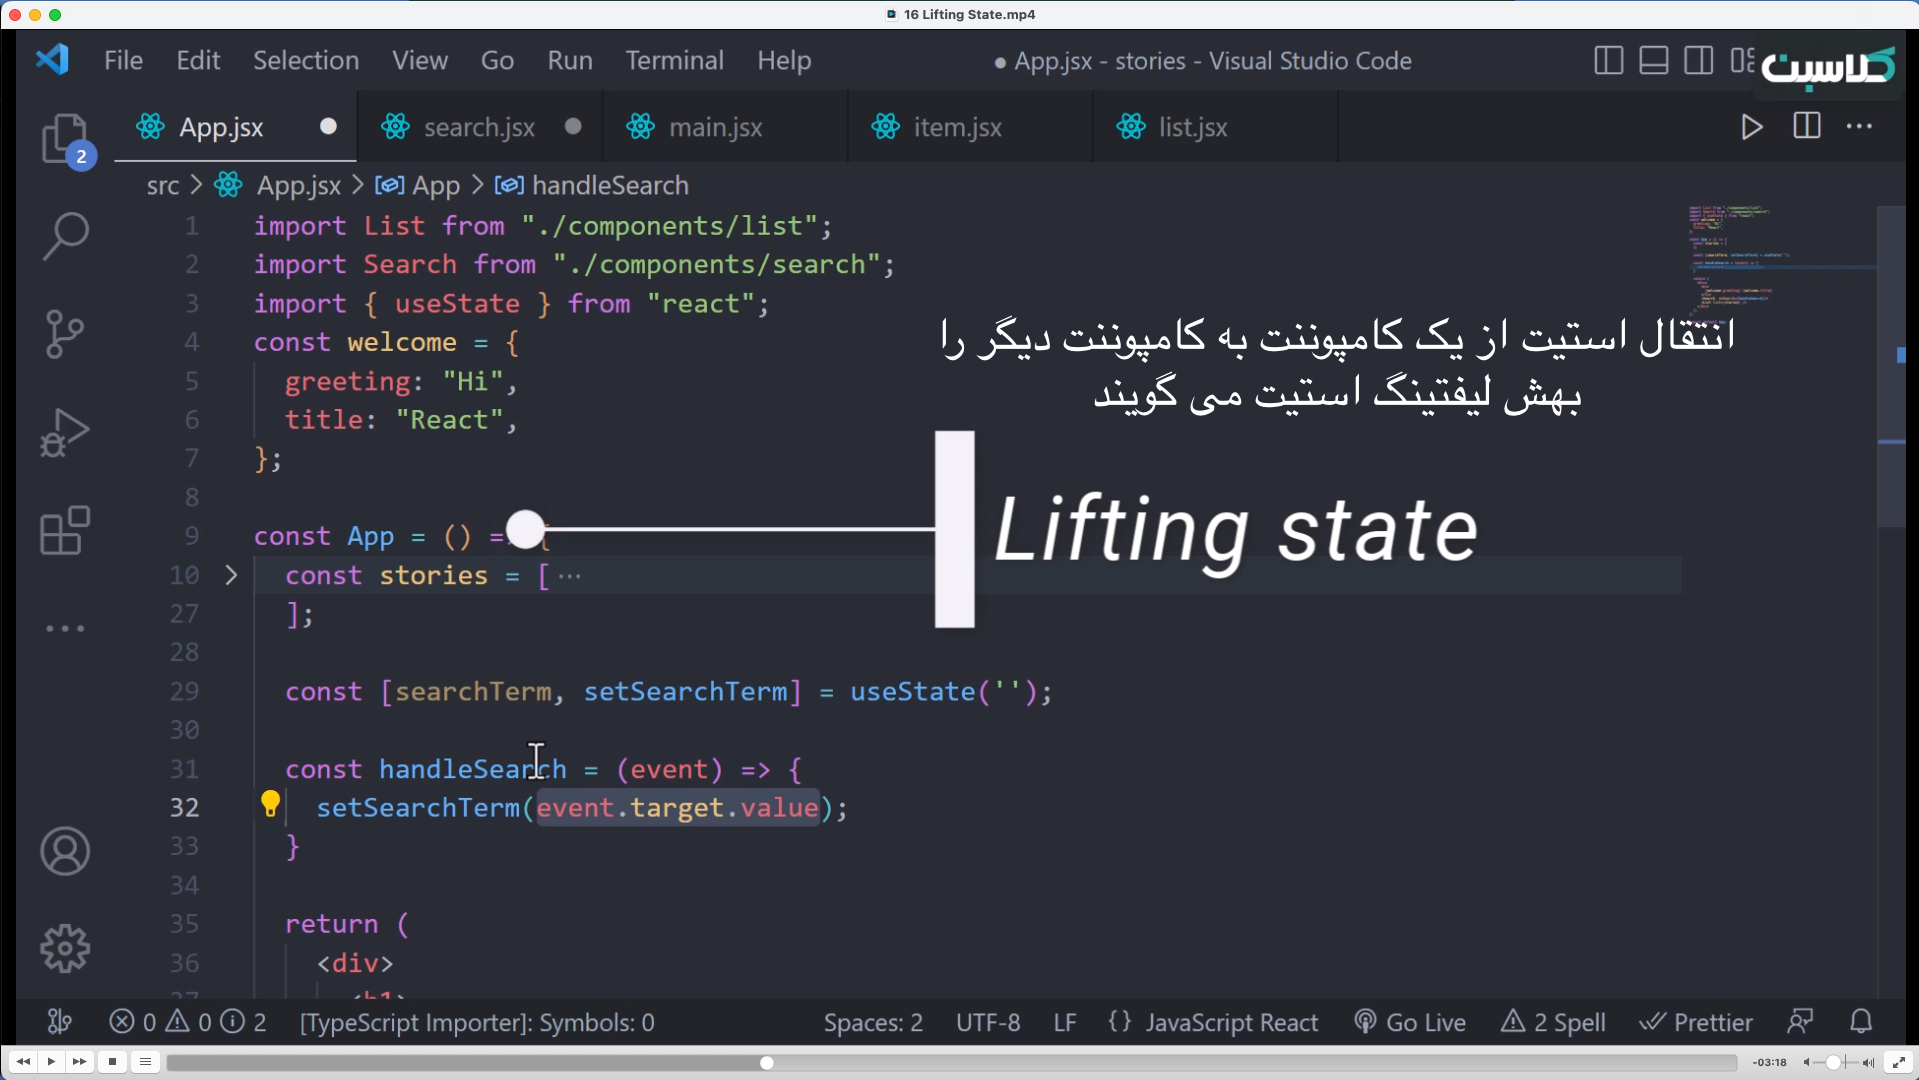 16 Lifting State.mp4
File Edit Selection View Go Run Terminal Help
● App.jsx - stories - Visual Studio Code
کلاسبت
App.jsx
search.jsx
main.jsx
item.jsx
list.jsx
2
src > App.jsx > App > handleSearch
1 import List from "./components/list";
2 import Search from "./components/search";
3 import { useState } from "react";
4 const welcome = {
5 greeting: "Hi",
6 title: "React",
7 };
8
9 const App = () => {
10 const stories = [ ···
27 ];
28
29 const [searchTerm, setSearchTerm] = useState('');
30
31 const handleSearch = (event) => {
32 setSearchTerm(event.target.value);
33 }
34
35 return (
36 <div>
37 <h1>
انتقال استیت از یک کامپوننت به کامپوننت دیگر را
بهش لیفتینگ استیت می گویند
Lifting state
0 0 2 [TypeScript Importer]: Symbols: 0 Spaces: 2 UTF-8 LF {} JavaScript React Go Live 2 Spell Prettier
-03:18